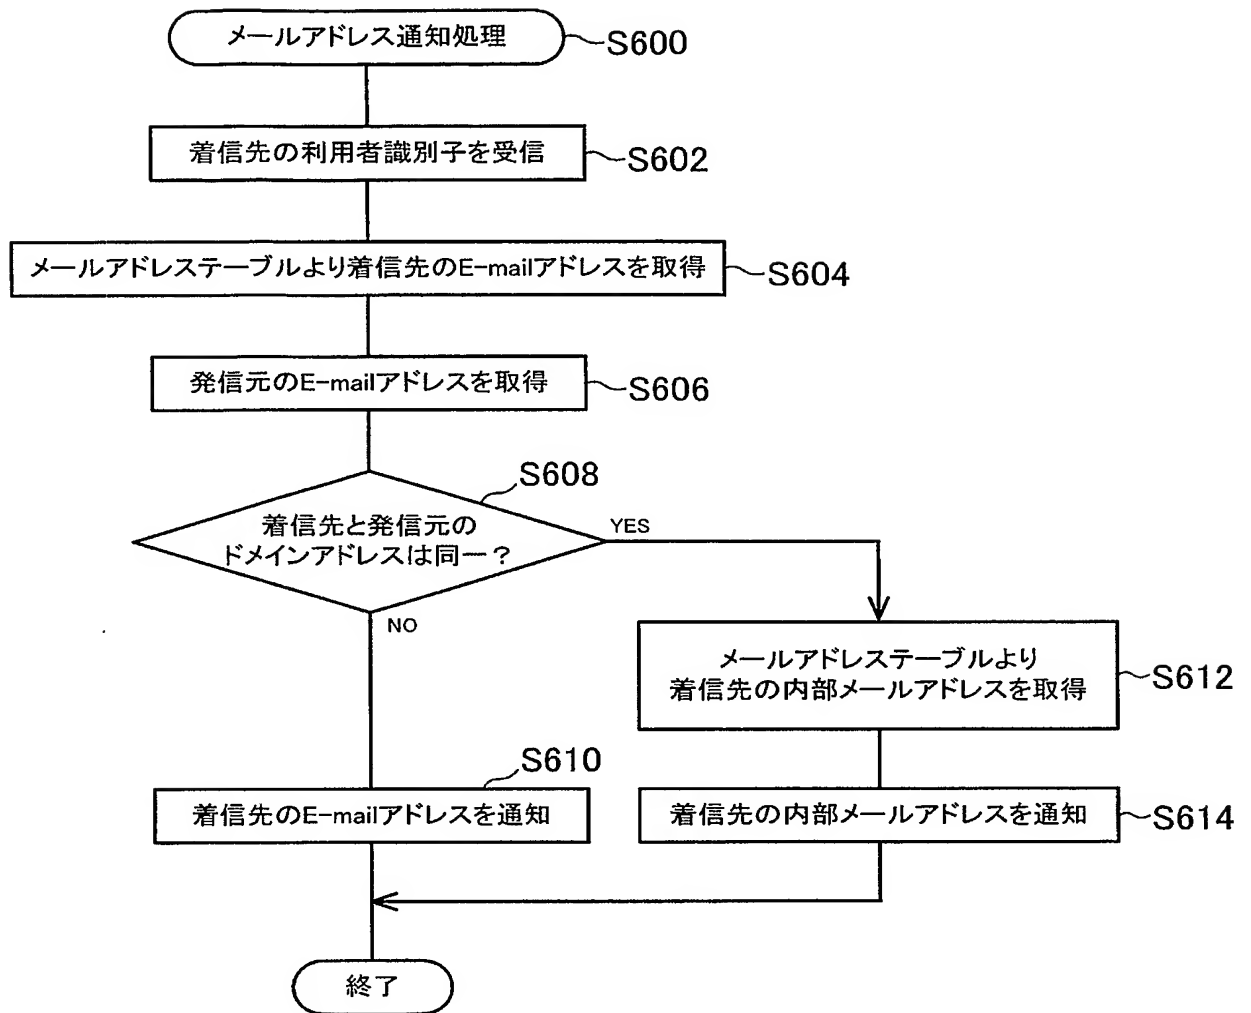 メールアドレス通知処理
S600
着信先の利用者識別子を受信
S602
メールアドレステーブルより着信先のE-mailアドレスを取得
S604
発信元のE-mailアドレスを取得
S606
S608
着信先と発信元の
ドメインアドレスは同一?
YES
NO
メールアドレステーブルより
着信先の内部メールアドレスを取得
S612
S610
着信先のE-mailアドレスを通知
着信先の内部メールアドレスを通知
S614
終了